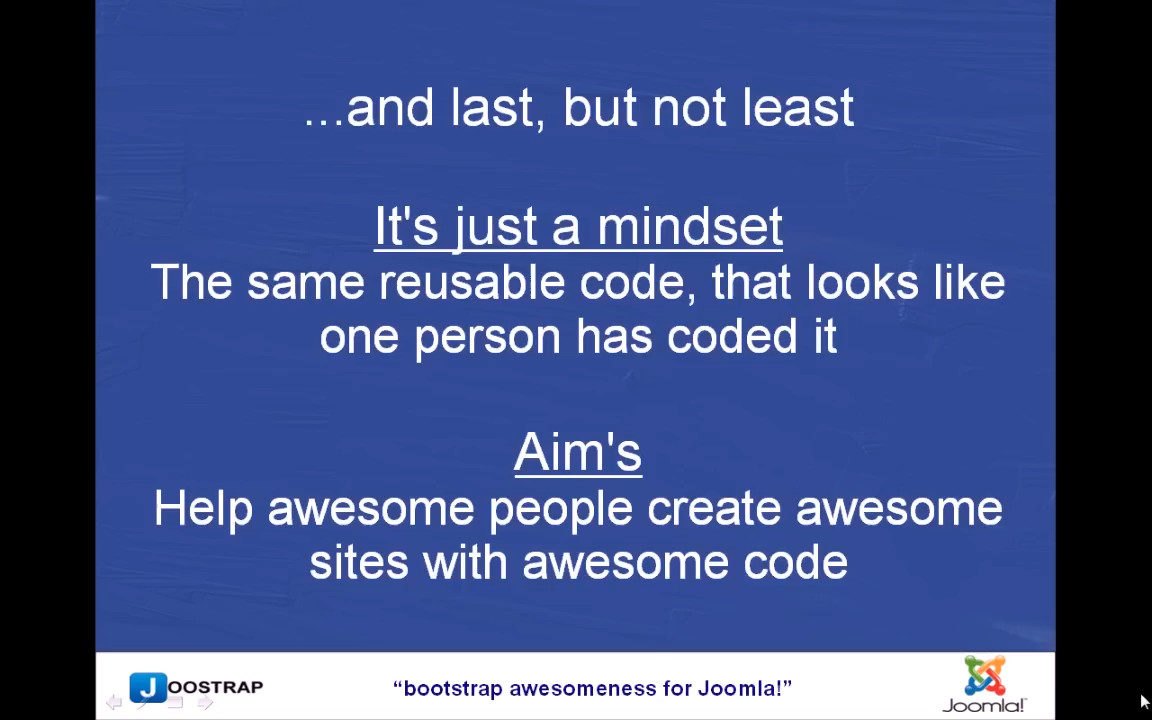 ...and last, but not least
It's just a mindset
The same reusable code, that looks like
one person has coded it
Aim's
Help awesome people create awesome
sites with awesome code
JOOSTRAP
“bootstrap awesomeness for Joomla!”
Joomla!